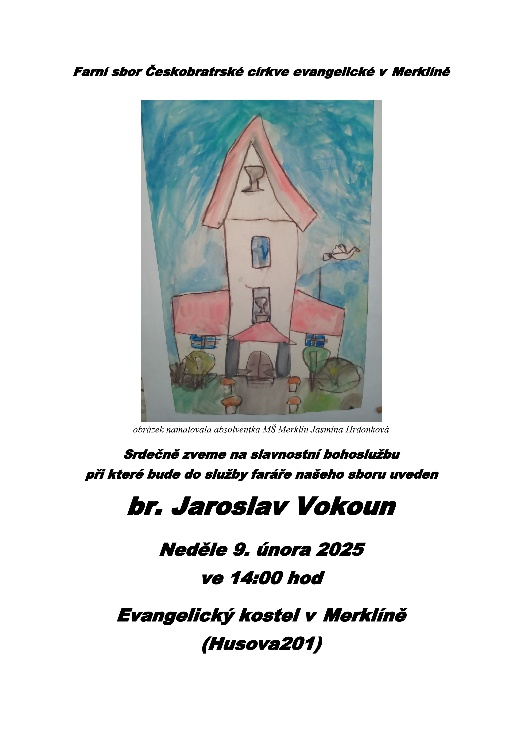 Farní sbor Českobratrské církve evangelické v Merklíně
obrázek namalovala absolventka MŠ Merklín Jasmína Hrdonková
Srdečně zveme na slavnostní bohoslužbu
při které bude do služby faráře našeho sboru uveden
br. Jaroslav Vokoun
Neděle 9. února 2025
ve 14:00 hod
Evangelický kostel v Merklíně
(Husova201)